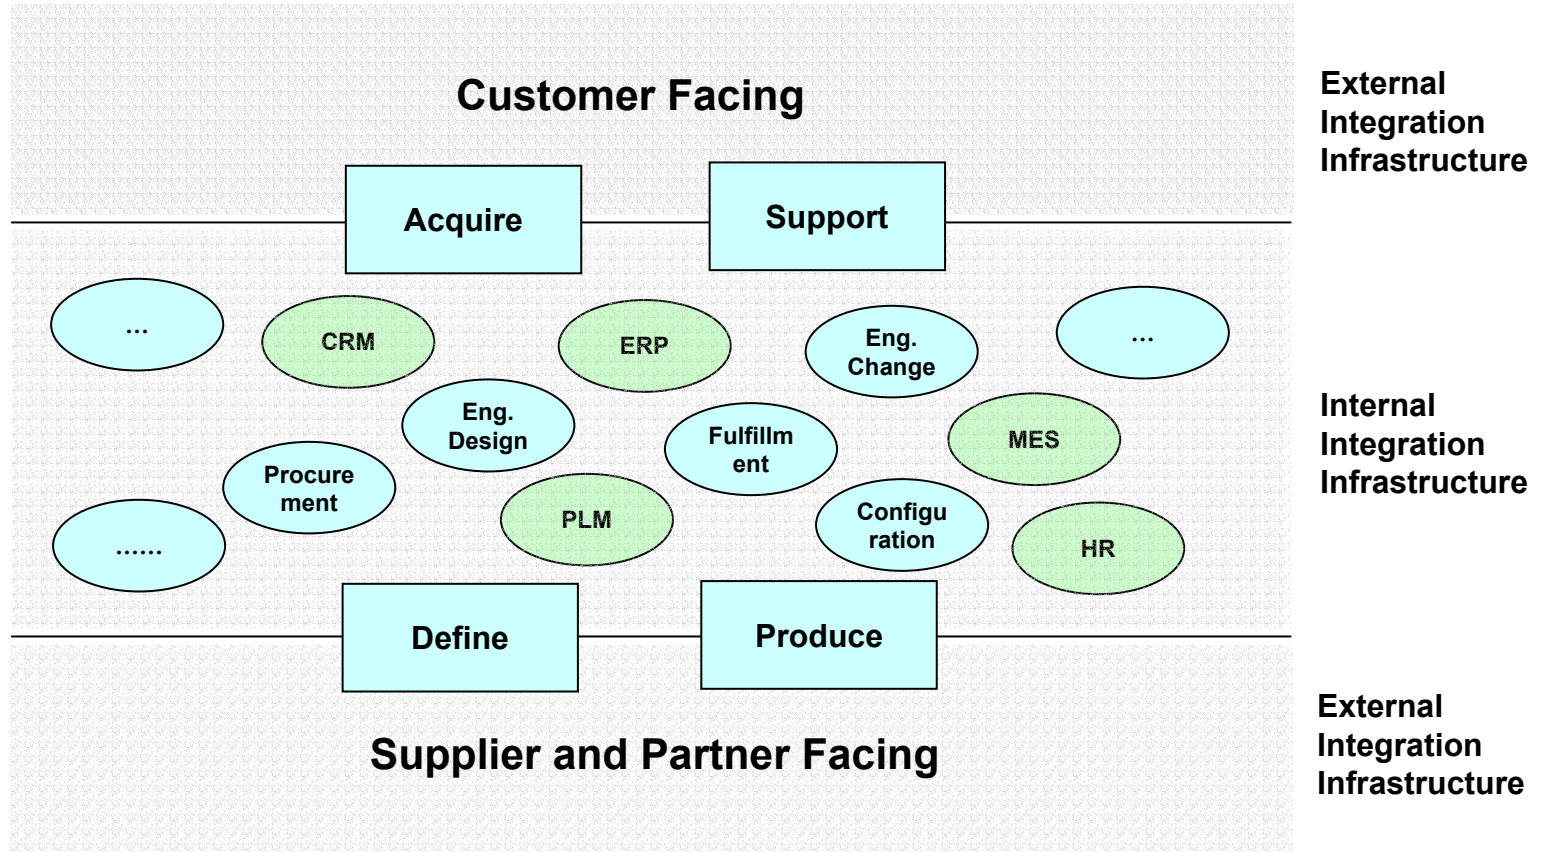 Customer Facing
External
Integration
Infrastructure
Acquire
Support
...
CRM
ERP
Eng.
Change
...
Eng.
Design
Fulfillm
ent
MES
Internal
Integration
Infrastructure
Procure
ment
PLM
Configu
ration
HR
......
Define
Produce
Supplier and Partner Facing
External
Integration
Infrastructure